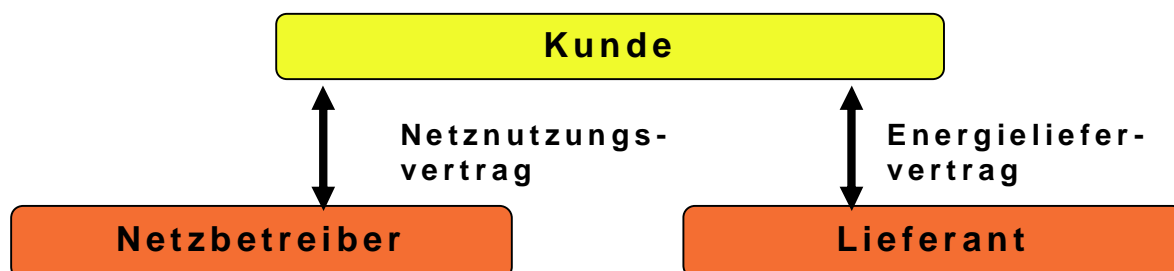 Kunde
Netznutzungs-
vertrag
Energieliefer-
vertrag
Netzbetreiber
Lieferant